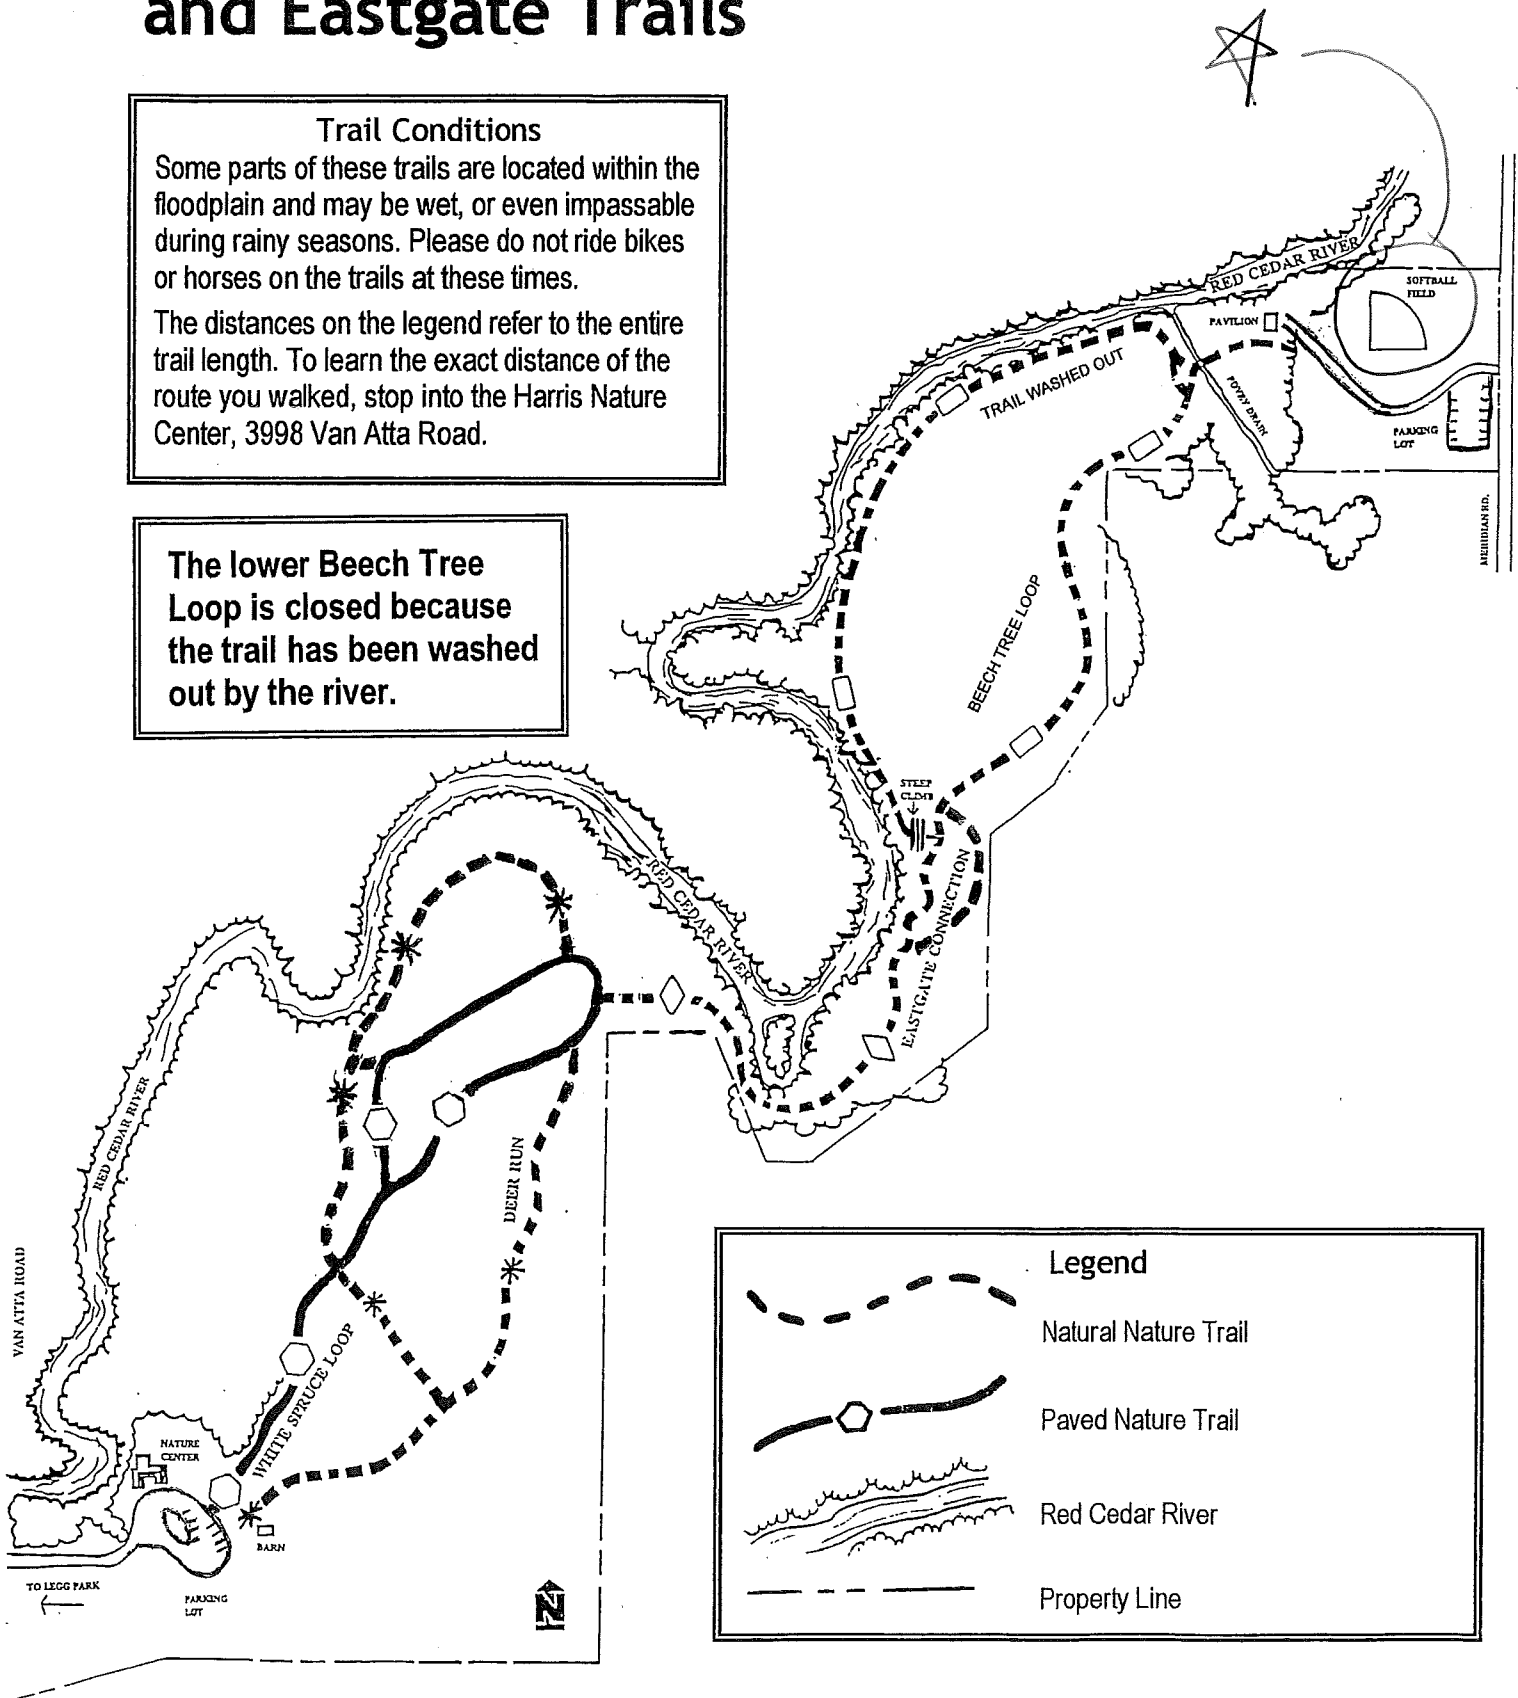 and Eastgate Trails
Trail Conditions
Some parts of these trails are located within the
floodplain and may be wet, or even impassable
during rainy seasons. Please do not ride bikes
or horses on the trails at these times.
The distances on the legend refer to the entire
trail length. To learn the exact distance of the
route you walked, stop into the Harris Nature
Center, 3998 Van Atta Road.
The lower Beech Tree
Loop is closed because
the trail has been washed
out by the river.
RED CEDAR RIVER
SOFTBALL
FIELD
PAVILION
TRAIL WASHED OUT
FOVZY DRAIN
PARKING
LOT
MERIDIAN RD.
BEECH TREE LOOP
STEEP
CLIMB
EASTGATE CONNECTION
RED CEDAR RIVER
RED CEDAR RIVER
DEER RUN
VAN ATTA ROAD
WHITE SPRUCE LOOP
NATURE
CENTER
BARN
TO LEGG PARK
PARKING
LOT
N
Legend
Natural Nature Trail
Paved Nature Trail
Red Cedar River
Property Line